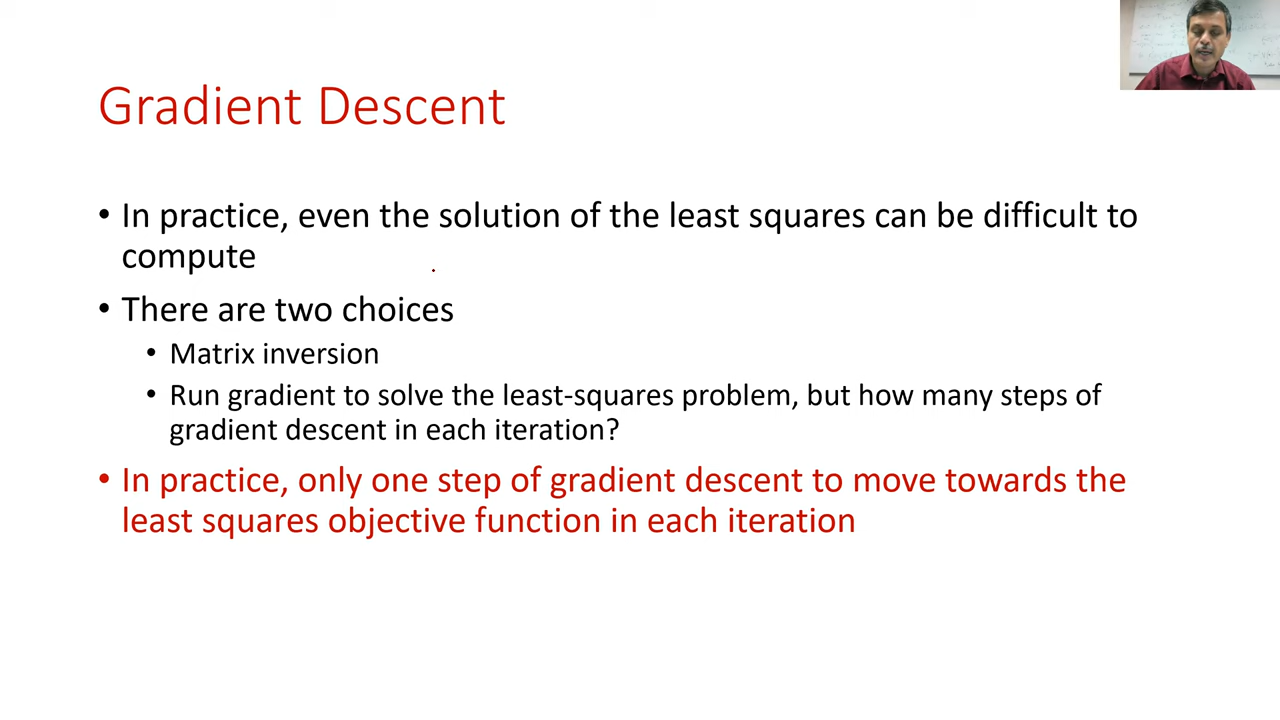 Gradient Descent
• In practice, even the solution of the least squares can be difficult to
compute
• There are two choices
• Matrix inversion
• Run gradient to solve the least-squares problem, but how many steps of
gradient descent in each iteration?
• In practice, only one step of gradient descent to move towards the
least squares objective function in each iteration